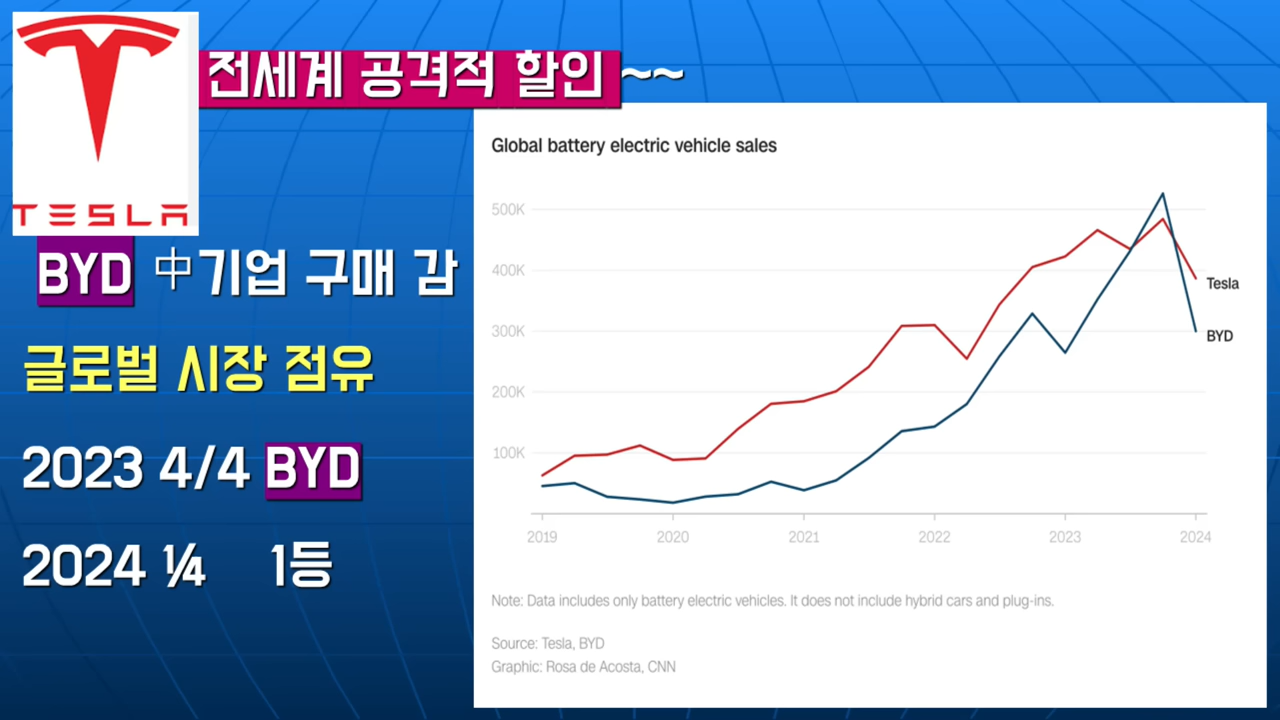 TESLA
전세계 공격적 할인 ~~
BYD 中기업 구매 감
글로벌 시장 점유
2023 4/4 BYD
2024 ¼ 1등
Global battery electric vehicle sales
500K
400K
300K
200K
100K
Tesla
BYD
2019 2020 2021 2022 2023 2024
Note: Data includes only battery electric vehicles. It does not include hybrid cars and plug-ins.
Source: Tesla, BYD
Graphic: Rosa de Acosta, CNN